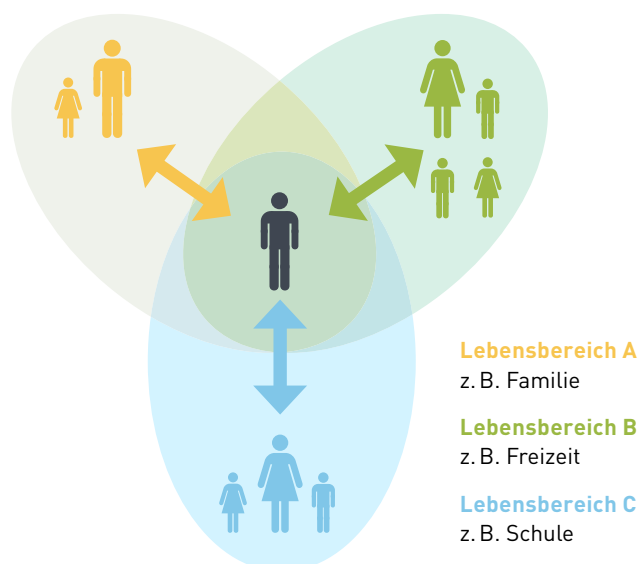 Lebensbereich A
z. B. Familie
Lebensbereich B
z. B. Freizeit
Lebensbereich C
z. B. Schule